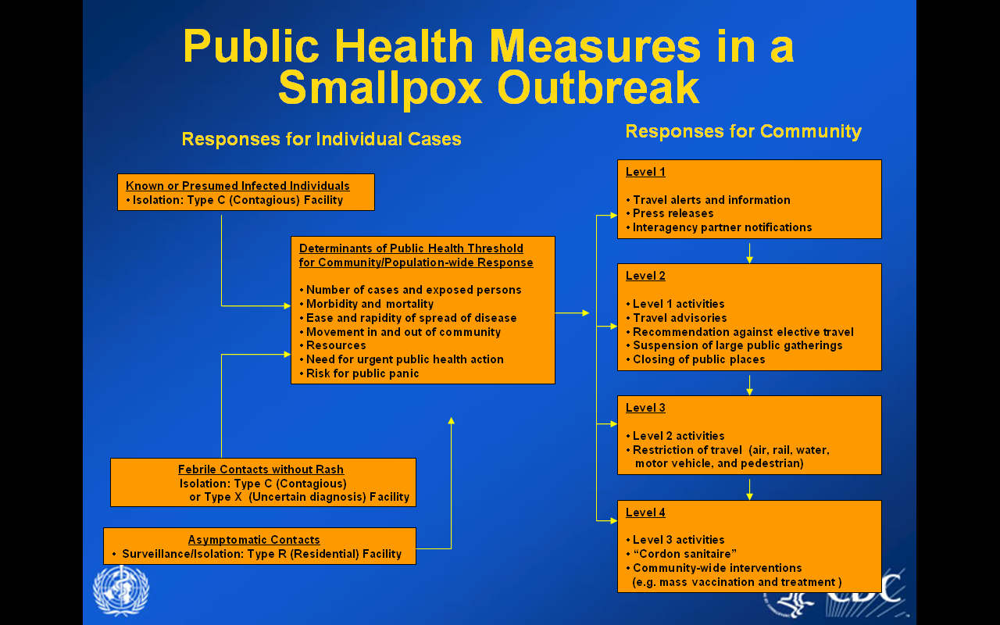 Public Health Measures in a
Smallpox Outbreak
Responses for Individual Cases
Known or Presumed Infected Individuals
• Isolation: Type C (Contagious) Facility
Determinants of Public Health Threshold
for Community/Population-wide Response
• Number of cases and exposed persons
• Morbidity and mortality
• Ease and rapidity of spread of disease
• Movement in and out of community
• Resources
• Need for urgent public health action
• Risk for public panic
Febrile Contacts without Rash
Isolation: Type C (Contagious)
or Type X (Uncertain diagnosis) Facility
Asymptomatic Contacts
• Surveillance/Isolation: Type R (Residential) Facility
Responses for Community
Level 1
• Travel alerts and information
• Press releases
• Interagency partner notifications
Level 2
• Level 1 activities
• Travel advisories
• Recommendation against elective travel
• Suspension of large public gatherings
• Closing of public places
Level 3
• Level 2 activities
• Restriction of travel (air, rail, water,
motor vehicle, and pedestrian)
Level 4
• Level 3 activities
• “Cordon sanitaire”
• Community-wide interventions
(e.g. mass vaccination and treatment )
CDC